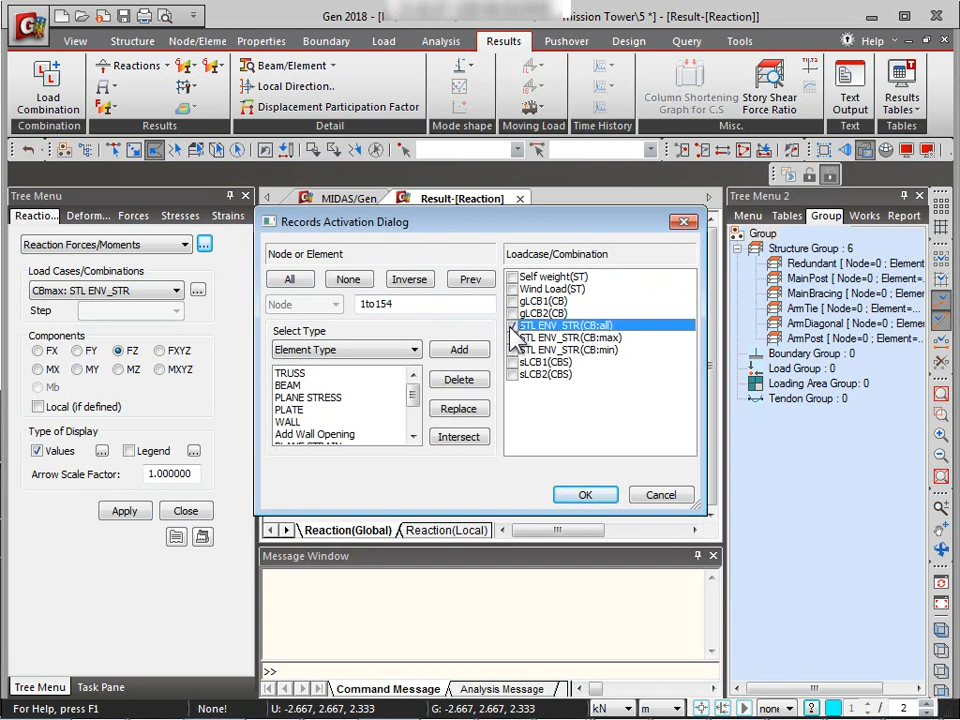 Gen 2018 - [
mission Tower\5 *] - [Result-[Reaction]]
View Structure Node/Eleme Properties Boundary Load Analysis Results Pushover Design Query Tools Help
Load
Combination
Combination
Reactions
Results
Beam/Element
Local Direction..
Displacement Participation Factor
Detail
Mode shape
Moving Load
Time History
Column Shortening
Graph for C.S
Story Shear
Force Ratio
Misc.
Text
Output
Text
Results
Tables
Tables
Tree Menu
Reactio... Deform... Forces Stresses Strains
Reaction Forces/Moments
...
Load Cases/Combinations
CBmax: STL ENV_STR
...
Step
Components
FX FY FZ FXYZ
MX MY MZ MXYZ
Mb
Local (if defined)
Type of Display
Values ... Legend ...
Arrow Scale Factor: 1.000000
Apply Close
Tree Menu Task Pane
MIDAS/Gen Result-[Reaction]
Records Activation Dialog
Node or Element
All None Inverse Prev
Node 1to154
Select Type
Element Type
TRUSS
BEAM
PLANE STRESS
PLATE
WALL
Add Wall Opening
PLANE STRAIN
Add
Delete
Replace
Intersect
Loadcase/Combination
Self weight(ST)
Wind Load(ST)
gLCB1(CB)
gLCB2(CB)
STL ENV_STR(CB:all)
STL ENV_STR(CB:max)
STL ENV_STR(CB:min)
sLCB1(CBS)
sLCB2(CBS)
OK Cancel
Reaction(Global) Reaction(Local)
Message Window
>>
Command Message Analysis Message
Tree Menu 2
Menu Tables Group Works Report
Group
Structure Group : 6
Redundant [ Node=0 ; Element
MainPost [ Node=0 ; Element
MainBracing [ Node=0 ; Elem
ArmTie [ Node=0 ; Element=
ArmDiagonal [ Node=0 ; Elem
ArmPost [ Node=0 ; Element=
Boundary Group : 0
Load Group : 0
Loading Area Group : 0
Tendon Group : 0
For Help, press F1 None! U: -2.667, -2.667, 2.333 G: -2.667, -2.667, 2.333 kN m none 1 / 2